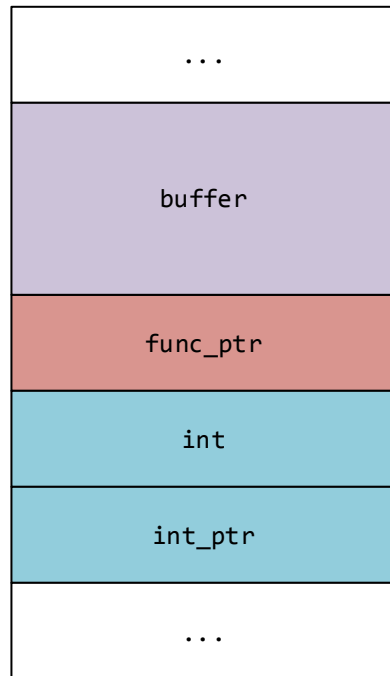 ...
buffer
func_ptr
int
int_ptr
...